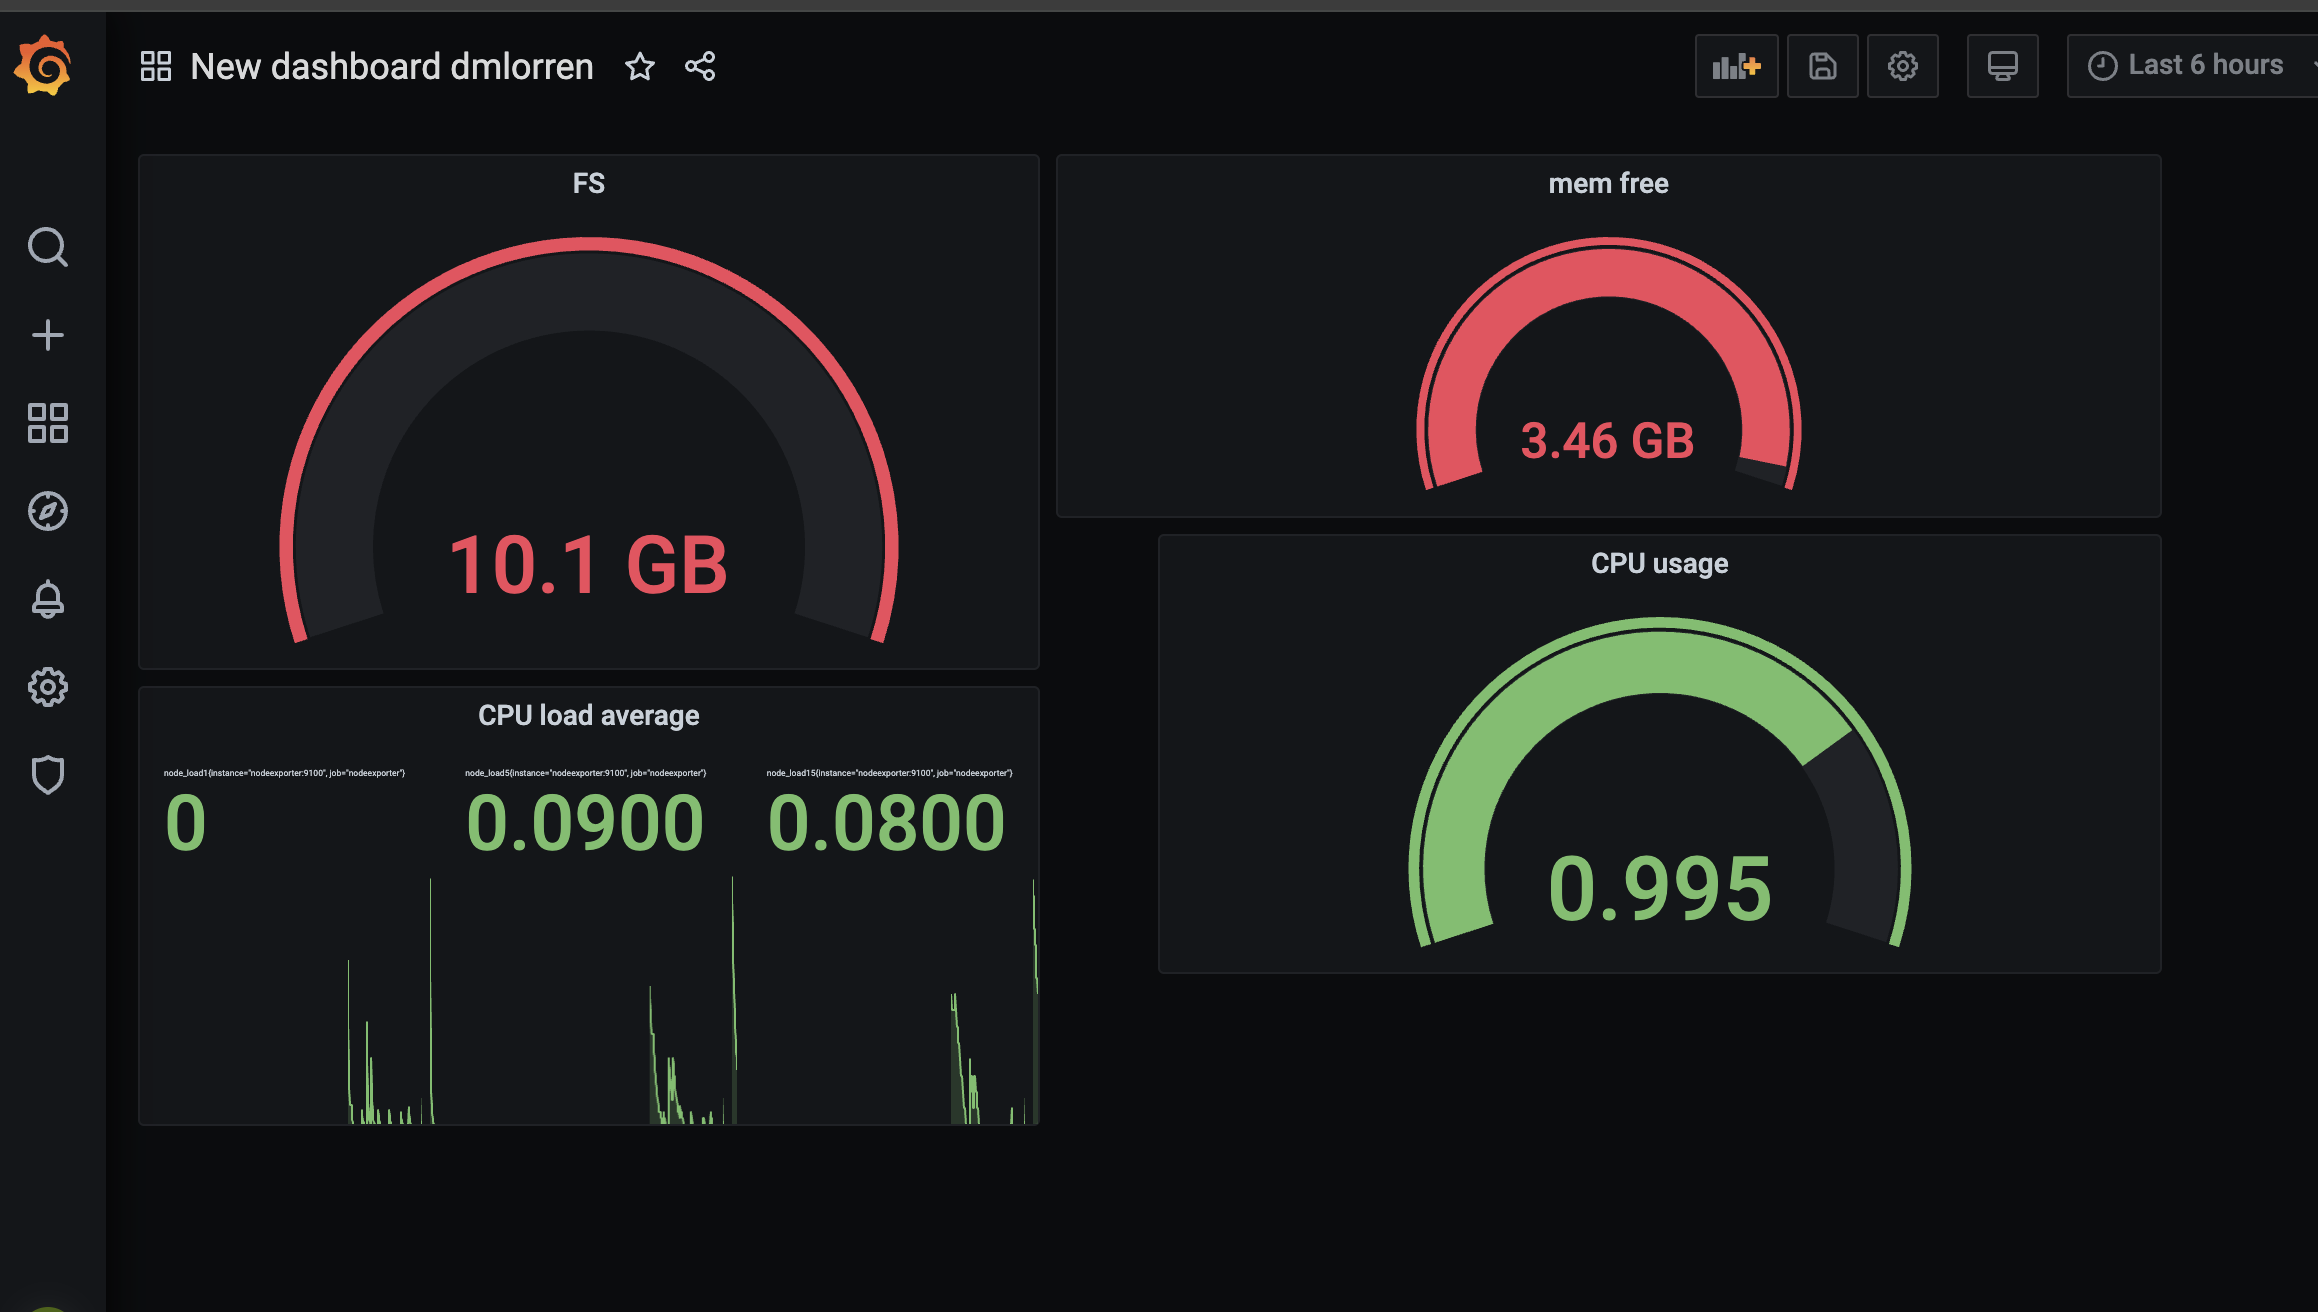 New dashboard dmlorren
Last 6 hours
FS
10.1 GB
mem free
3.46 GB
CPU usage
0.995
CPU load average
node_load1{instance="nodeexporter:9100", job="nodeexporter"}
0
node_load5{instance="nodeexporter:9100", job="nodeexporter"}
0.0900
node_load15{instance="nodeexporter:9100", job="nodeexporter"}
0.0800